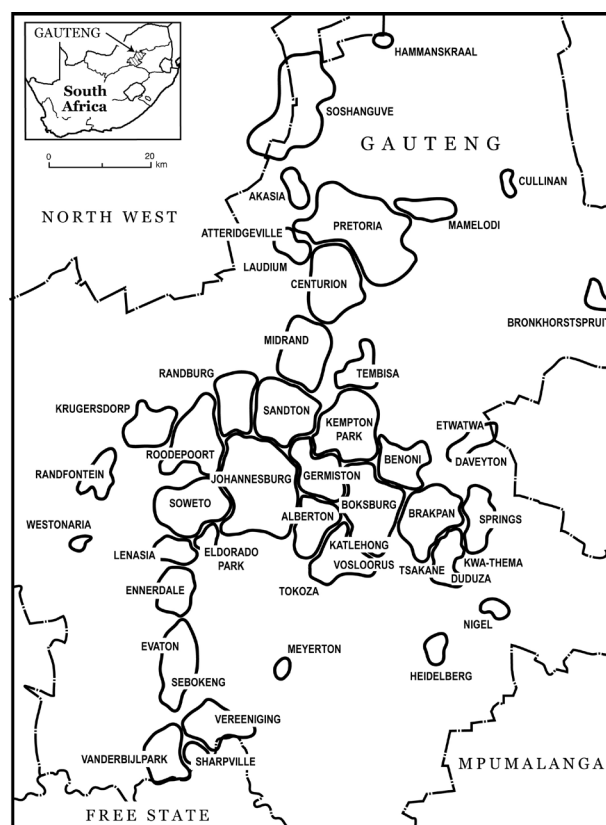 GAUTENG
South
Africa
0
20
km
HAMMANSKRAAL
SOSHANGUVE
GAUTENG
AKASIA
CULLINAN
NORTH WEST
ATTERIDGEVILLE
PRETORIA
MAMELODI
LAUDIUM
CENTURION
BRONKHORSTSPRUIT
MIDRAND
RANDBURG
TEMBISA
KRUGERSDORP
SANDTON
KEMPTON
PARK
ETWATWA
ROODEPOORT
BENONI
DAVEYTON
RANDFONTEIN
JOHANNESBURG
GERMISTON
SOWETO
BOKSBURG
WESTONARIA
ALBERTON
BRAKPAN
SPRINGS
LENASIA
ELDORADO
PARK
KATLEHONG
VOSLOORUS
TSAKANE
KWA-THEMA
DUDUZA
ENNERDALE
TOKOZA
NIGEL
EVATON
MEYERTON
HEIDELBERG
SEBOKENG
VEREENIGING
VANDERBIJLPARK
SHARPVILLE
MPUMALANGA
FREE STATE